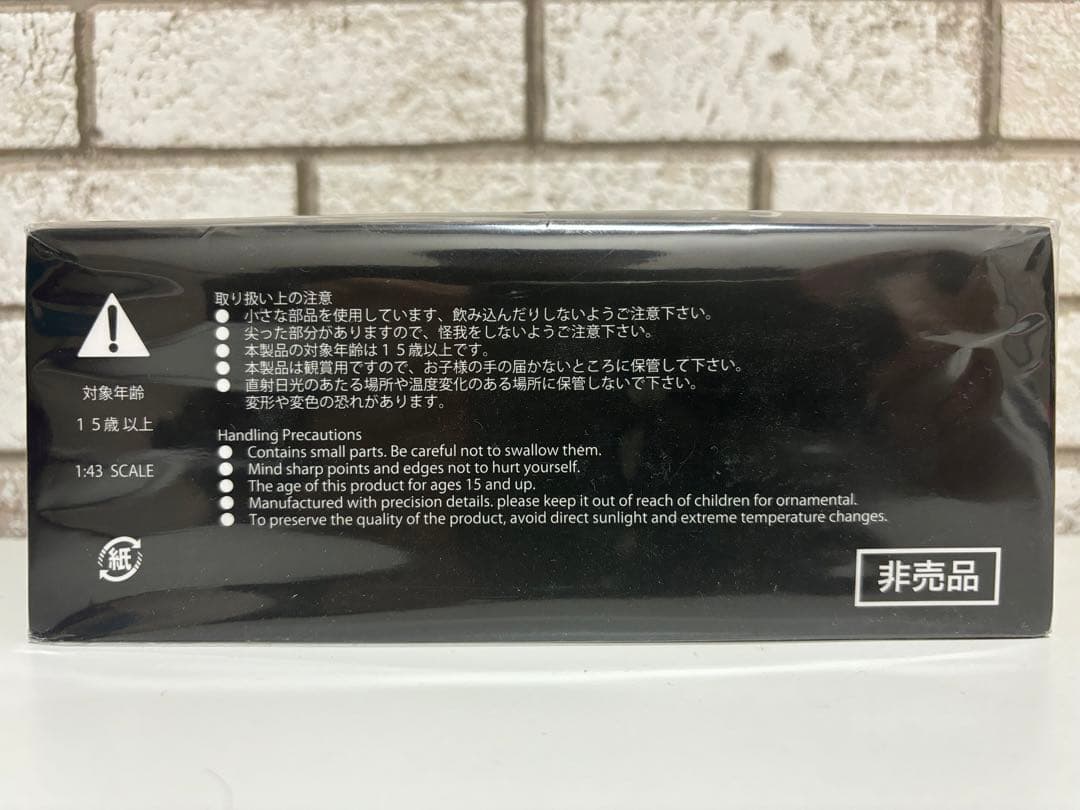 取り扱い上の注意
● 小さな部品を使用しています、飲み込んだりしないようご注意下さい。
● 尖った部分がありますので、怪我をしないようご注意下さい。
● 本製品の対象年齢は１５歳以上です。
● 本製品は観賞用ですので、お子様の手の届かないところに保管して下さい。
● 直射日光のあたる場所や温度変化のある場所に保管しないで下さい。
変形や変色の恐れがあります。
対象年齢
１５歳以上
1:43 SCALE
Handling Precautions
● Contains small parts. Be careful not to swallow them.
● Mind sharp points and edges not to hurt yourself.
● The age of this product for ages 15 and up.
● Manufactured with precision details. please keep it out of reach of children for ornamental.
● To preserve the quality of the product, avoid direct sunlight and extreme temperature changes.
紙
非売品